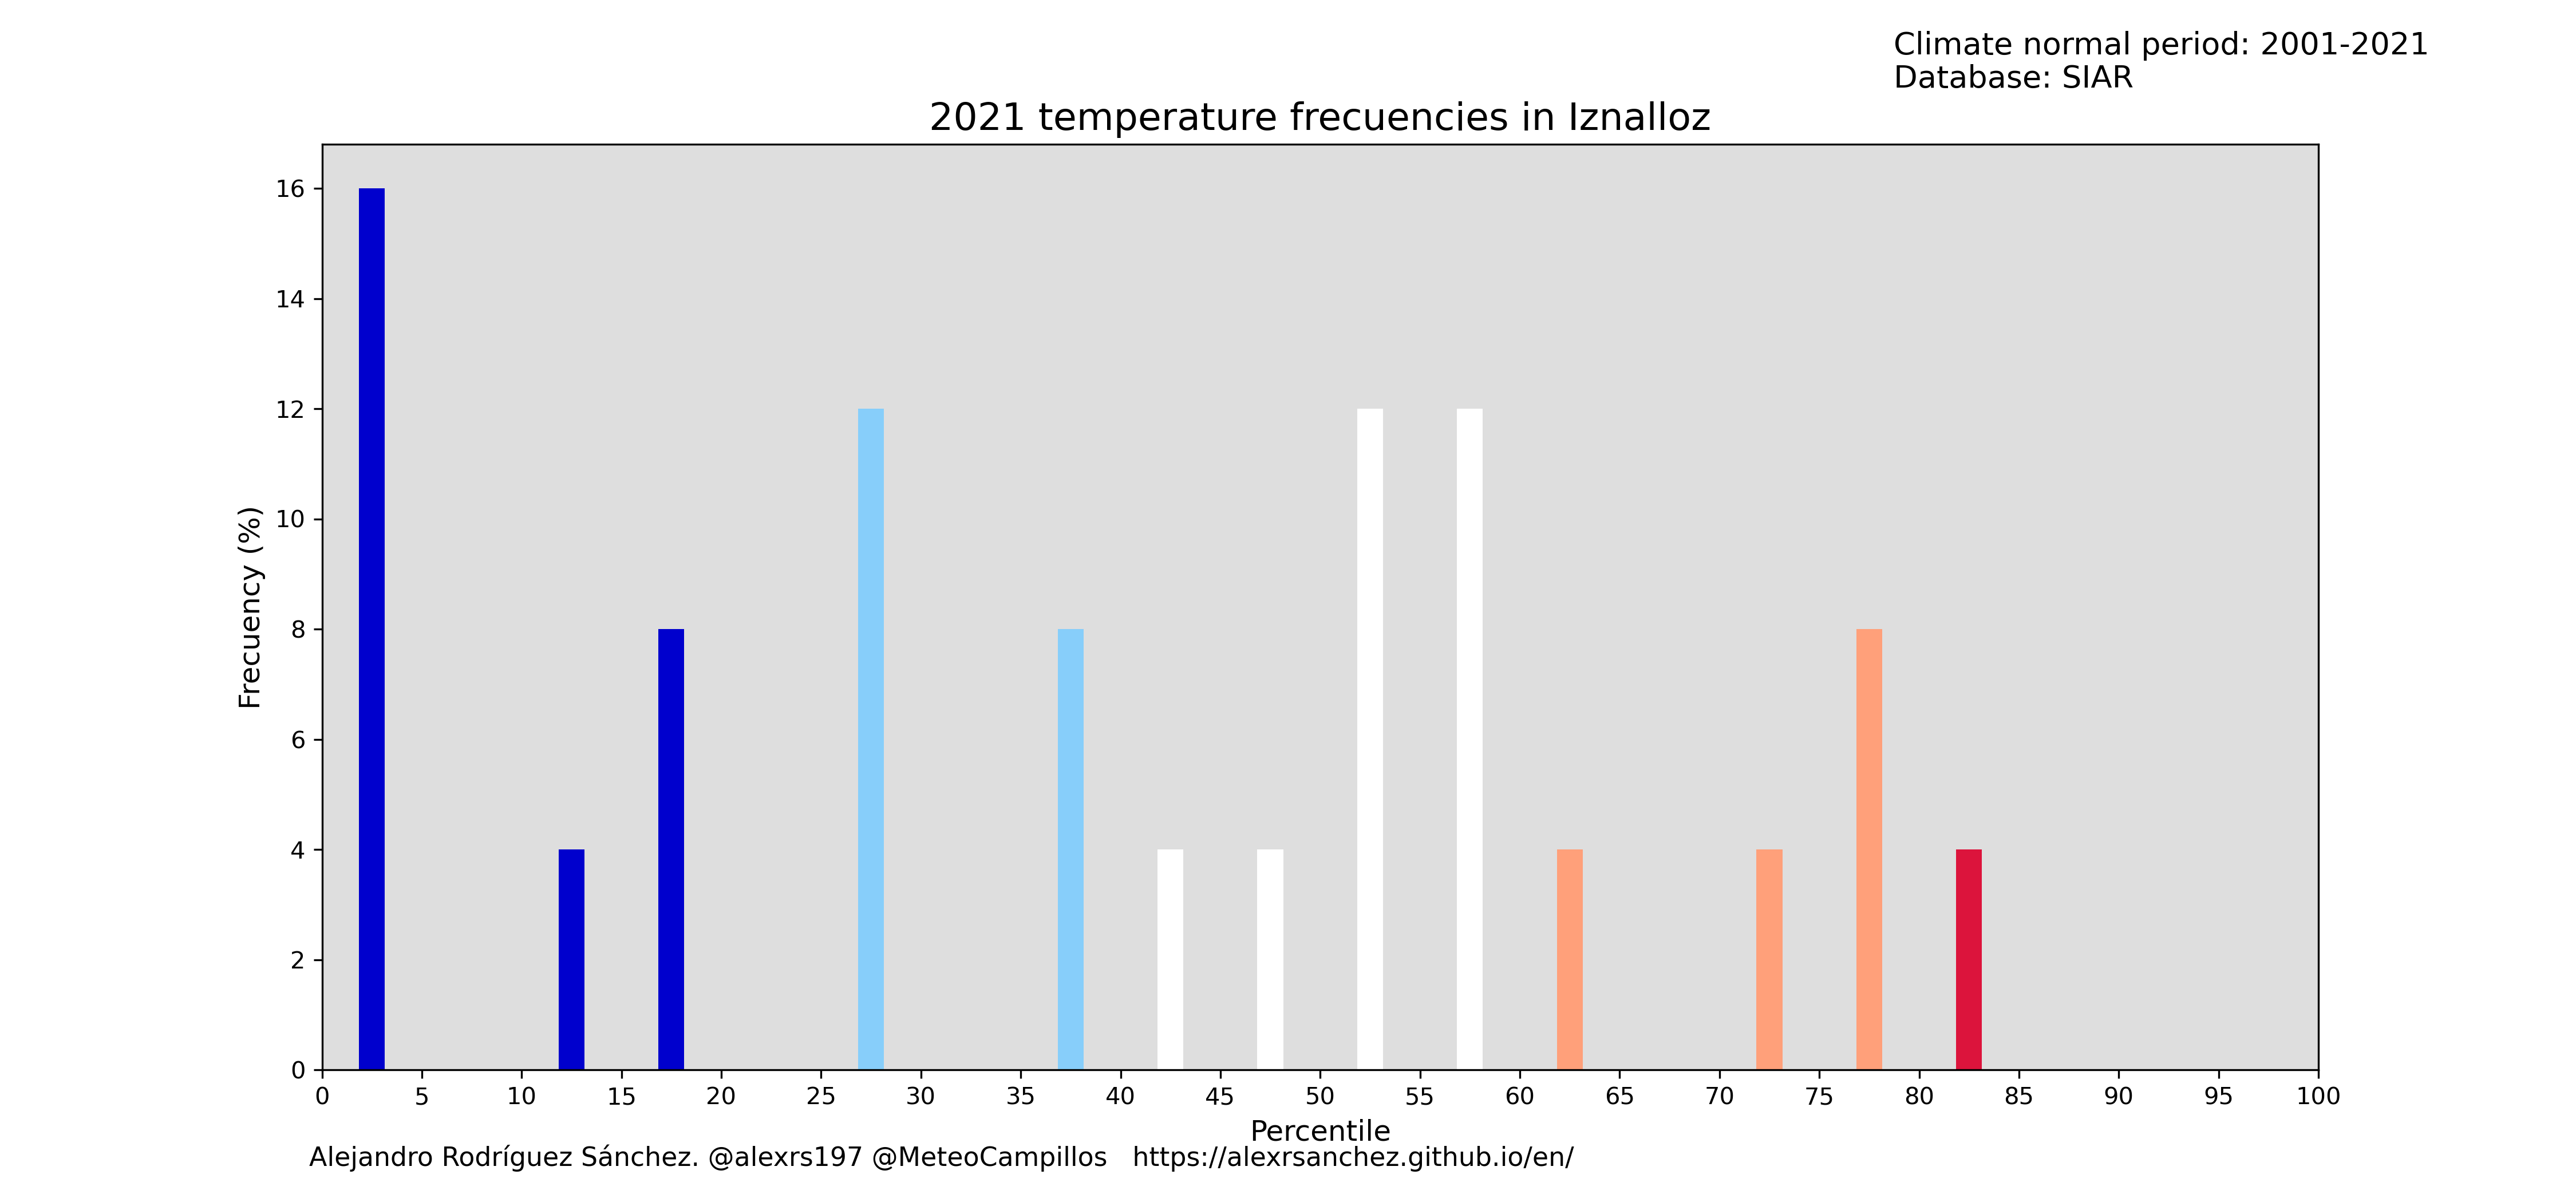 Climate normal period: 2001-2021
Database: SIAR
2021 temperature frecuencies in Iznalloz
Frecuency (%)
16
14
12
10
8
6
4
2
0
0 5 10 15 20 25 30 35 40 45 50 55 60 65 70 75 80 85 90 95 100
Percentile
Alejandro Rodríguez Sánchez. @alexrs197 @MeteoCampillos   https://alexrsanchez.github.io/en/